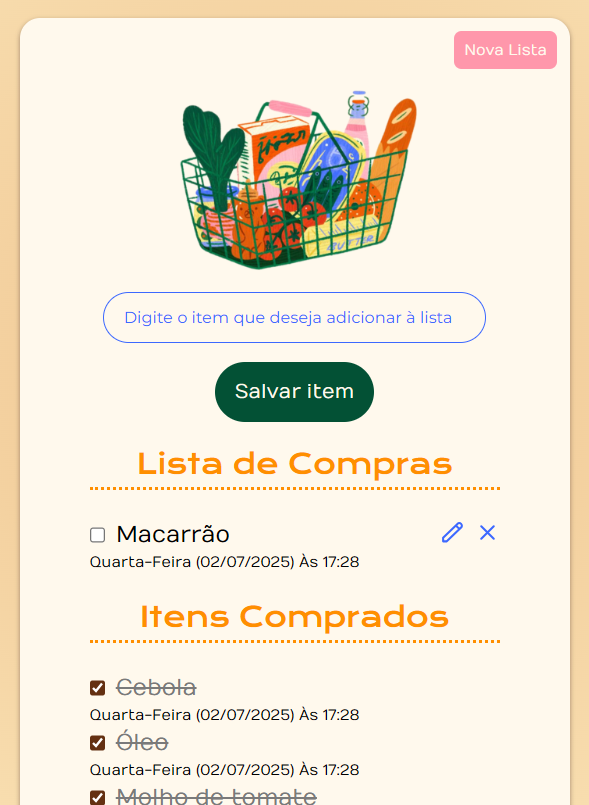 Nova Lista
BUTTER
Digite o item que deseja adicionar à lista
Salvar item
Lista de Compras
Macarrão
Quarta-Feira (02/07/2025) Às 17:28
Itens Comprados
Cebola
Quarta-Feira (02/07/2025) Às 17:28
Óleo
Quarta-Feira (02/07/2025) Às 17:28
Molho de tomate